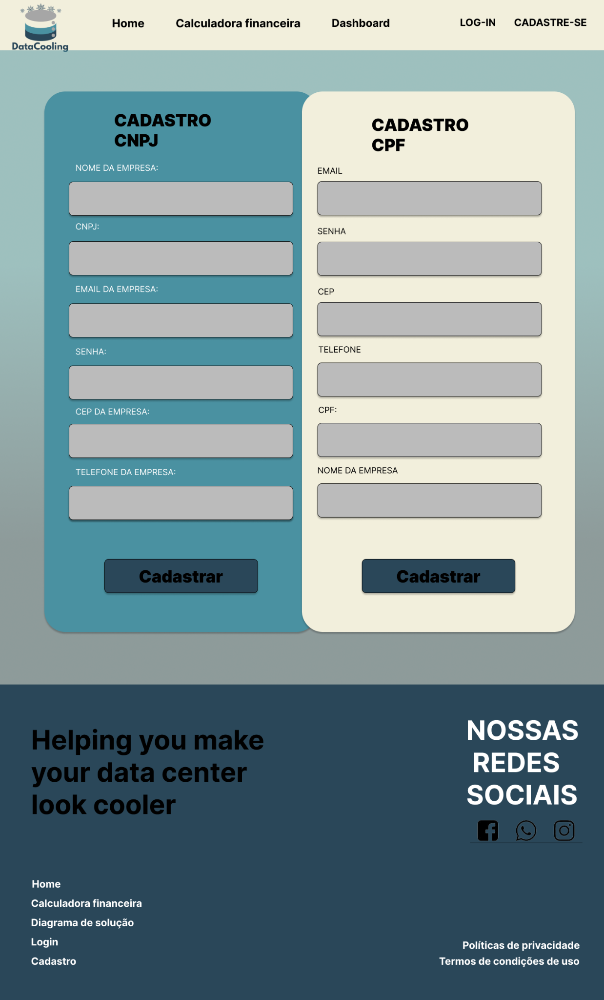 DataCooling
Home
Calculadora financeira
Dashboard
LOG-IN
CADASTRE-SE
CADASTRO
CNPJ
NOME DA EMPRESA:
CNPJ:
EMAIL DA EMPRESA:
SENHA:
CEP DA EMPRESA:
TELEFONE DA EMPRESA:
Cadastrar
CADASTRO
CPF
EMAIL
SENHA
CEP
TELEFONE
CPF:
NOME DA EMPRESA
Cadastrar
Helping you make
your data center
look cooler
NOSSAS
REDES
SOCIAIS
Home
Calculadora financeira
Diagrama de solução
Login
Cadastro
Políticas de privacidade
Termos de condições de uso